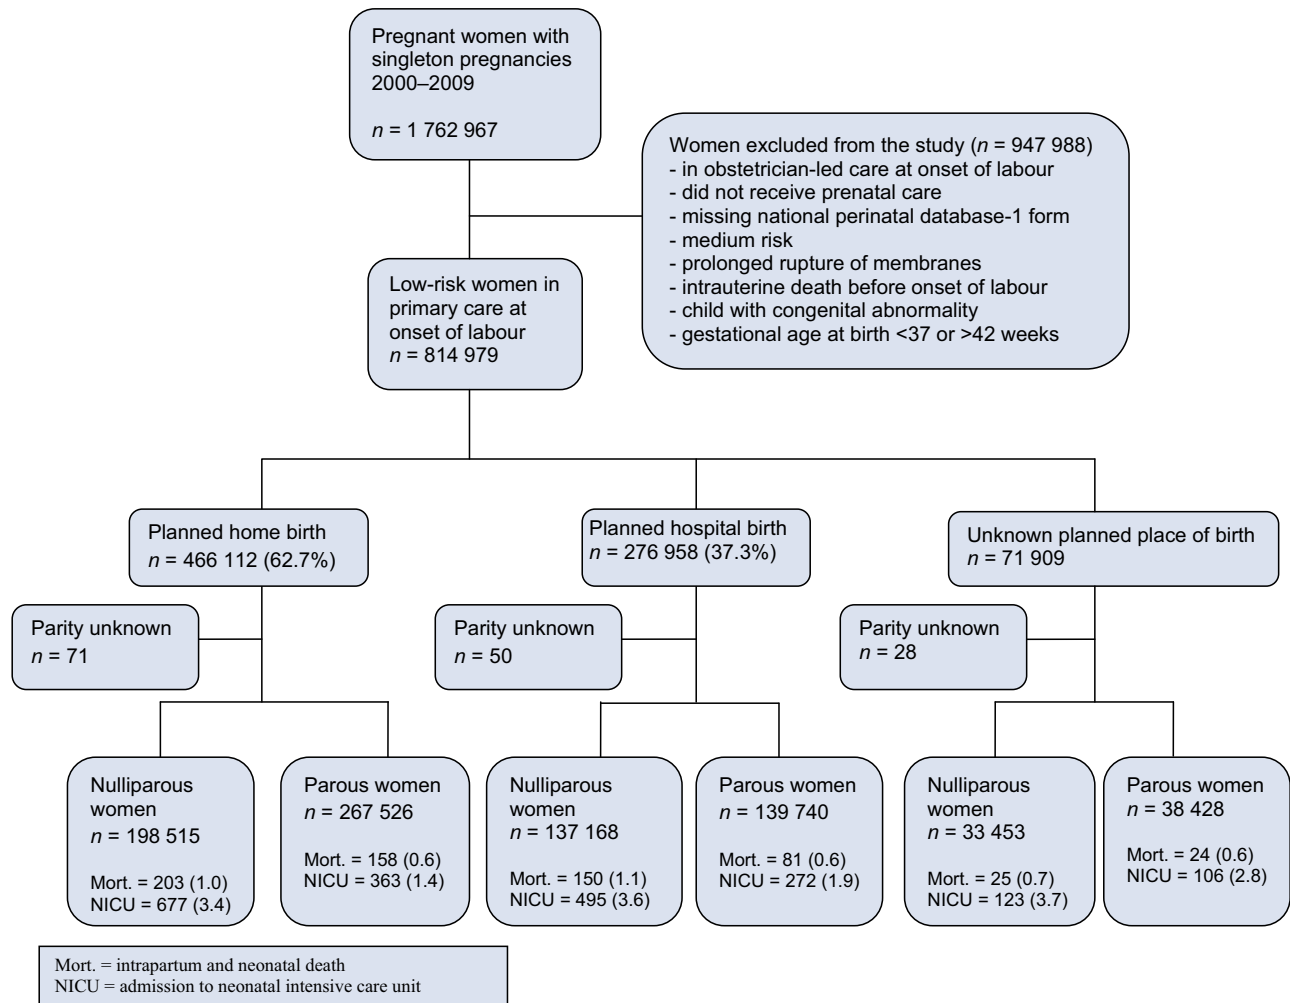 Pregnant women with
singleton pregnancies
2000–2009
n = 1 762 967
Women excluded from the study (n = 947 988)
- in obstetrician-led care at onset of labour
- did not receive prenatal care
- missing national perinatal database-1 form
- medium risk
- prolonged rupture of membranes
- intrauterine death before onset of labour
- child with congenital abnormality
- gestational age at birth <37 or >42 weeks
Low-risk women in
primary care at
onset of labour
n = 814 979
Planned home birth
n = 466 112 (62.7%)
Planned hospital birth
n = 276 958 (37.3%)
Unknown planned place of birth
n = 71 909
Parity unknown
n = 71
Parity unknown
n = 50
Parity unknown
n = 28
Nulliparous
women
n = 198 515
Mort. = 203 (1.0)
NICU = 677 (3.4)
Parous women
n = 267 526
Mort. = 158 (0.6)
NICU = 363 (1.4)
Nulliparous
women
n = 137 168
Mort. = 150 (1.1)
NICU = 495 (3.6)
Parous women
n = 139 740
Mort. = 81 (0.6)
NICU = 272 (1.9)
Nulliparous
women
n = 33 453
Mort. = 25 (0.7)
NICU = 123 (3.7)
Parous women
n = 38 428
Mort. = 24 (0.6)
NICU = 106 (2.8)
Mort. = intrapartum and neonatal death
NICU = admission to neonatal intensive care unit